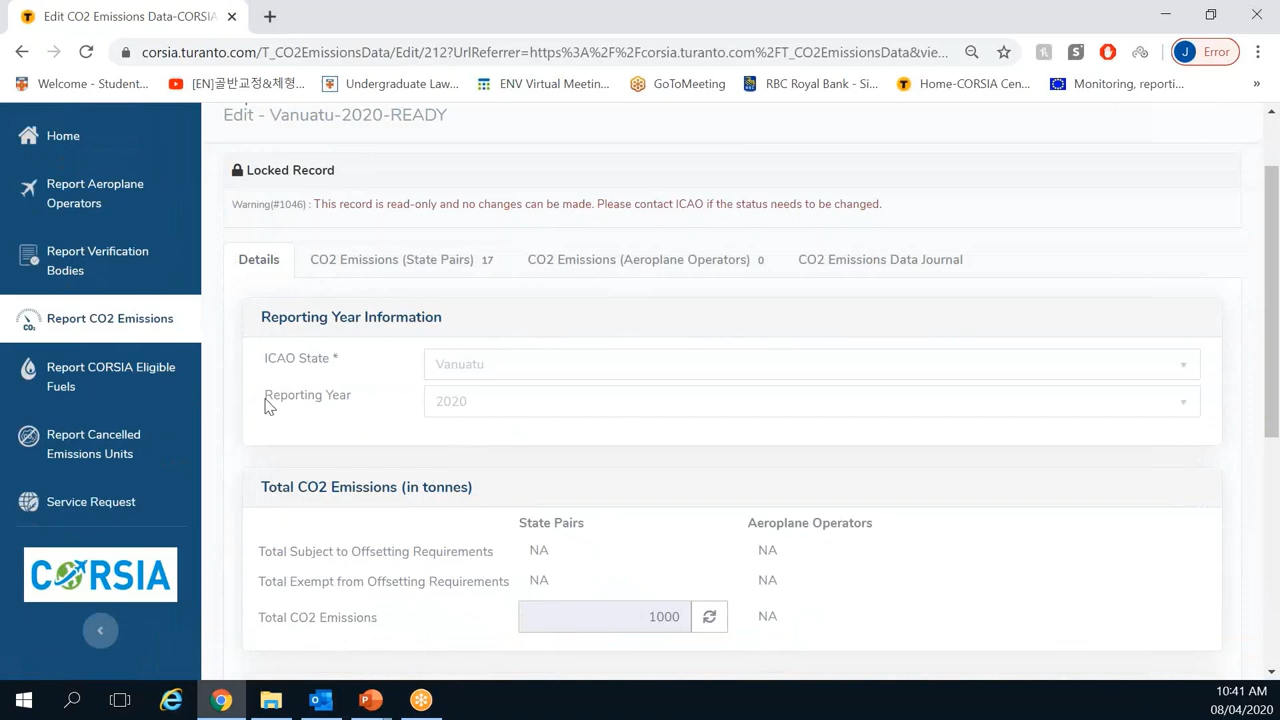 Edit CO2 Emissions Data-CORSIA
corsia.turanto.com/T_CO2EmissionsData/Edit/212?UrlReferrer=https%3A%2F%2Fcorsia.turanto.com%2FT_CO2EmissionsData&vie...
J Error
Welcome - Student... [EN]골반교정&체형... Undergraduate Law... ENV Virtual Meetin... GoToMeeting RBC Royal Bank - Si... Home-CORSIA Cen... Monitoring, reporti... »
Edit - Vanuatu-2020-READY
Home
Report Aeroplane
Operators
Report Verification
Bodies
Report CO2 Emissions
Report CORSIA Eligible
Fuels
Report Cancelled
Emissions Units
Service Request
CORSIA
Locked Record
Warning(#1046) : This record is read-only and no changes can be made. Please contact ICAO if the status needs to be changed.
Details CO2 Emissions (State Pairs) 17 CO2 Emissions (Aeroplane Operators) 0 CO2 Emissions Data Journal
Reporting Year Information
ICAO State * Vanuatu
Reporting Year 2020
Total CO2 Emissions (in tonnes)
State Pairs Aeroplane Operators
Total Subject to Offsetting Requirements NA NA
Total Exempt from Offsetting Requirements NA NA
Total CO2 Emissions 1000 NA
10:41 AM
08/04/2020